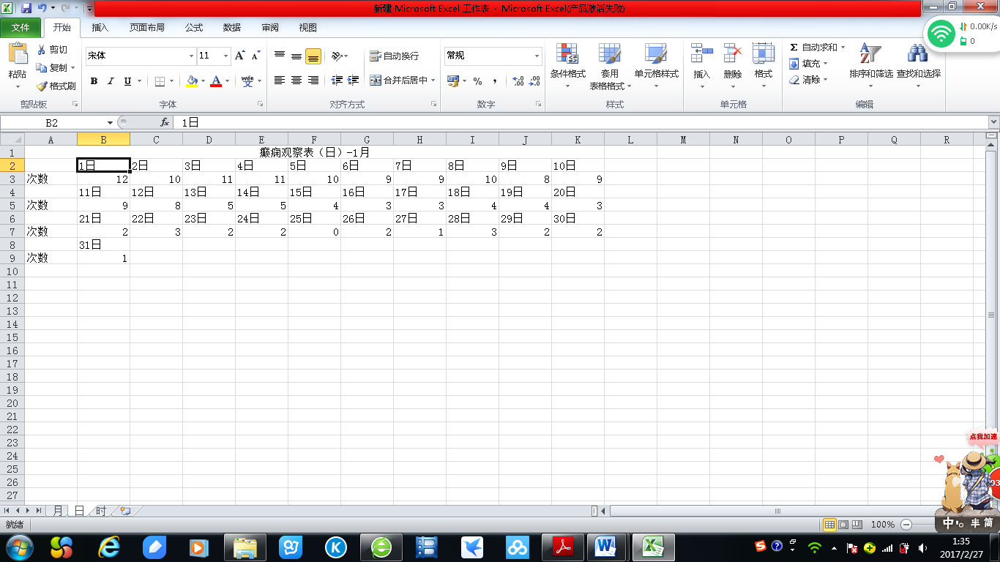 新建 Microsoft Excel 工作表 - Microsoft Excel(产品激活失败)
文件 开始 插入 页面布局 公式 数据 审阅 视图
0.00K/s
0
粘贴 剪切 复制 格式刷 剪贴板
宋体 11 A A
B I U A wén 字体
自动换行 合并后居中 对齐方式
常规 % , .00 .00 数字
条件格式 套用 表格格式 单元格样式 样式
插入 删除 格式 单元格
Σ 自动求和 填充 清除 排序和筛选 查找和选择 编辑
B2 fx 1日
A B C D E F G H I J K L M N O P Q R
1 癫痫观察表（日）-1月
2 1日 2日 3日 4日 5日 6日 7日 8日 9日 10日
3 次数 12 10 11 11 10 9 9 10 8 9
4 11日 12日 13日 14日 15日 16日 17日 18日 19日 20日
5 次数 9 8 5 5 4 3 3 4 4 3
6 21日 22日 23日 24日 25日 26日 27日 28日 29日 30日
7 次数 2 3 2 2 0 2 1 3 2 2
8 31日
9 次数 1
10
11
12
13
14
15
16
17
18
19
20
21
22
23
24
25
26
27
点我加速
月 日 时
就绪 100%
中 简
1:35
2017/2/27